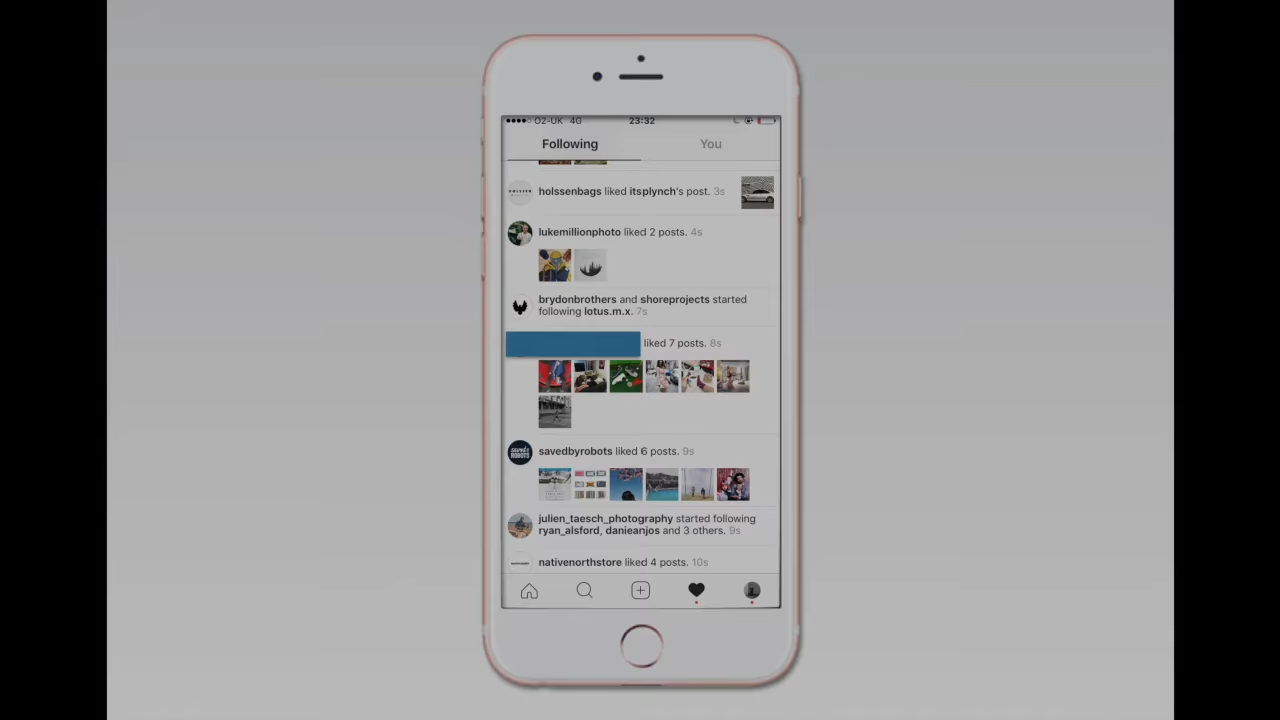 O2-UK 4G 23:32
Following You
holssenbags liked itsplynch's post. 3s
lukemillionphoto liked 2 posts. 4s
brydonbrothers and shoreprojects started
following lotus.m.x. 7s
liked 7 posts. 8s
savedbyrobots liked 6 posts. 9s
julien_taesch_photography started following
ryan_alsford, danieanjos and 3 others. 9s
nativenorthstore liked 4 posts. 10s